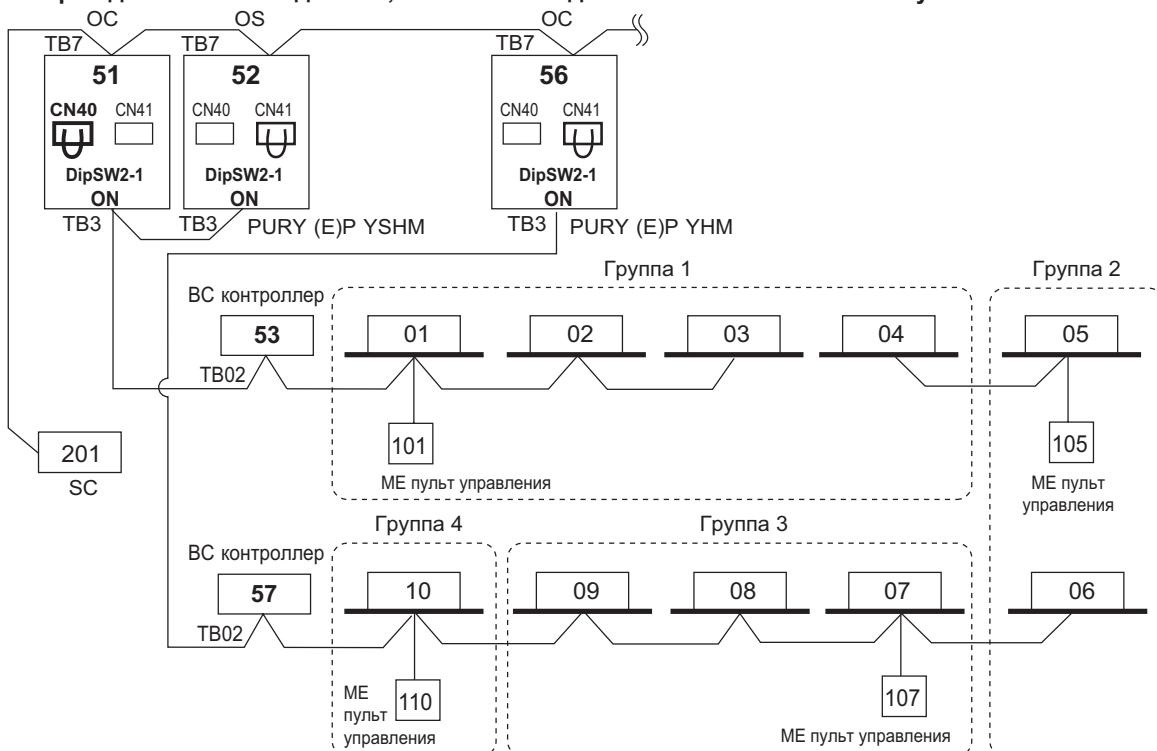 OC OS OC
TB7 TB7 TB7
51 52 56
CN40 CN41 CN40 CN41 CN40 CN41
DipSW2-1 DipSW2-1 DipSW2-1
ON ON ON
TB3 TB3 PURY (E)P YSHM TB3 PURY (E)P YHM
Группа 1 Группа 2
ВС контроллер
53 01 02 03 04 05
TB02
201
SC
101 105
МЕ пульт управления
МЕ пульт
управления
Группа 4 Группа 3
ВС контроллер
57 10 09 08 07 06
TB02
110 107
МЕ
пульт
управления
МЕ пульт управления